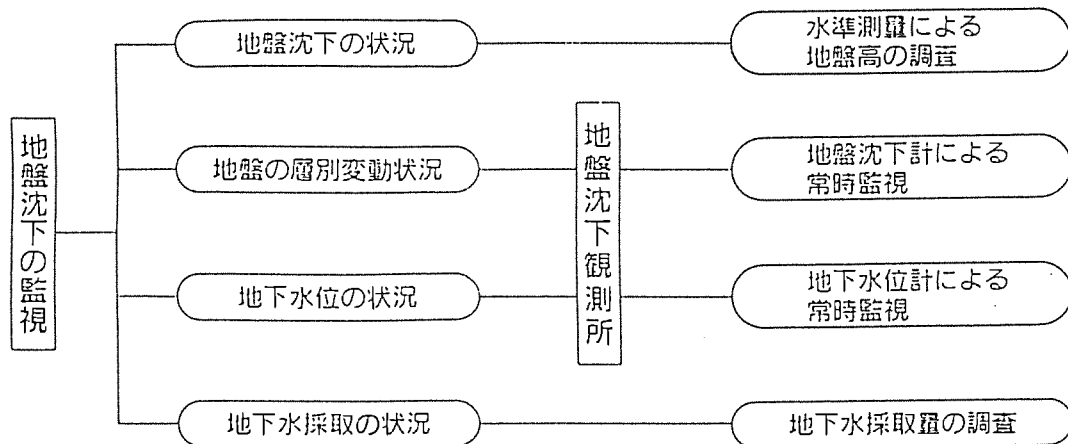 地盤沈下の監視
地盤沈下の状況
水準測量による
地盤高の調査
地盤の層別変動状況
地盤沈下観測所
地盤沈下計による
常時監視
地下水位の状況
地下水位計による
常時監視
地下水採取の状況
地下水採取量の調査